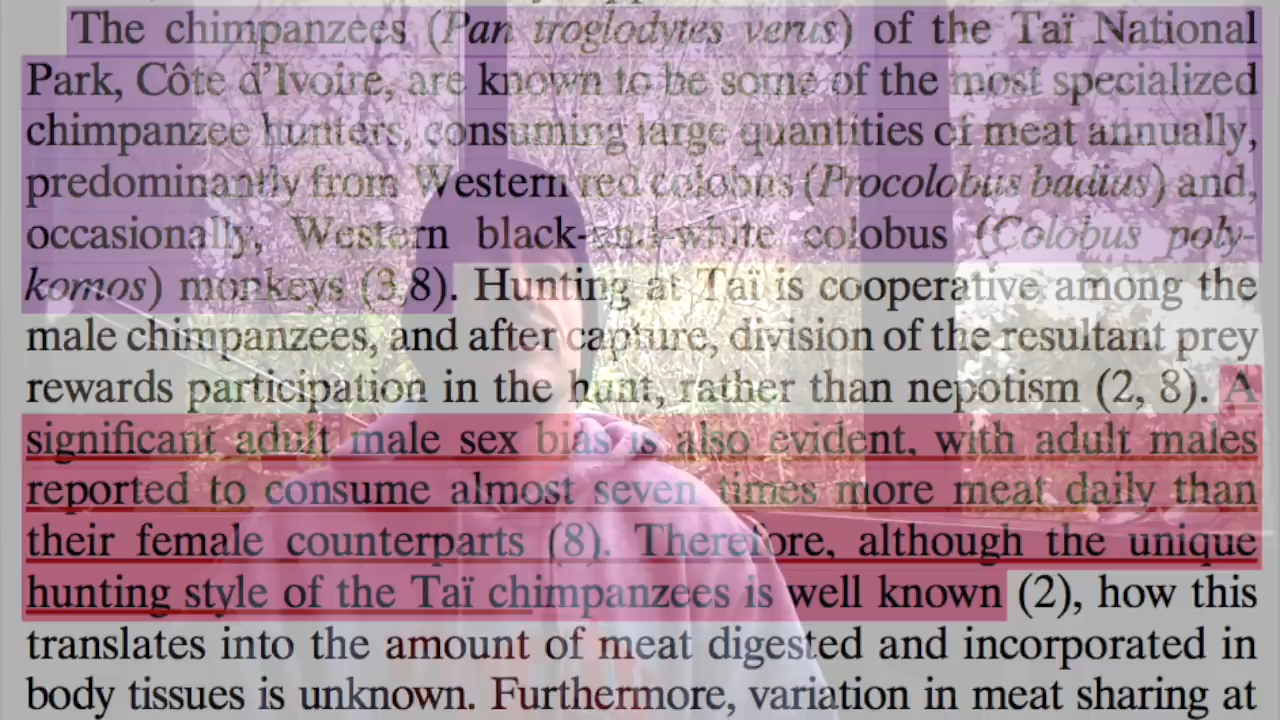 The chimpanzees (Pan troglodytes verus) of the Taï National
Park, Côte d'Ivoire, are known to be some of the most specialized
chimpanzee hunters, consuming large quantities of meat annually,
predominantly from Western red colobus (Procolobus badius) and,
occasionally, Western black-and-white colobus (Colobus poly-
komos) monkeys (3,8). Hunting at Taï is cooperative among the
male chimpanzees, and after capture, division of the resultant prey
rewards participation in the hunt, rather than nepotism (2, 8). A
significant adult male sex bias is also evident, with adult males
reported to consume almost seven times more meat daily than
their female counterparts (8). Therefore, although the unique
hunting style of the Taï chimpanzees is well known (2), how this
translates into the amount of meat digested and incorporated in
body tissues is unknown. Furthermore, variation in meat sharing at